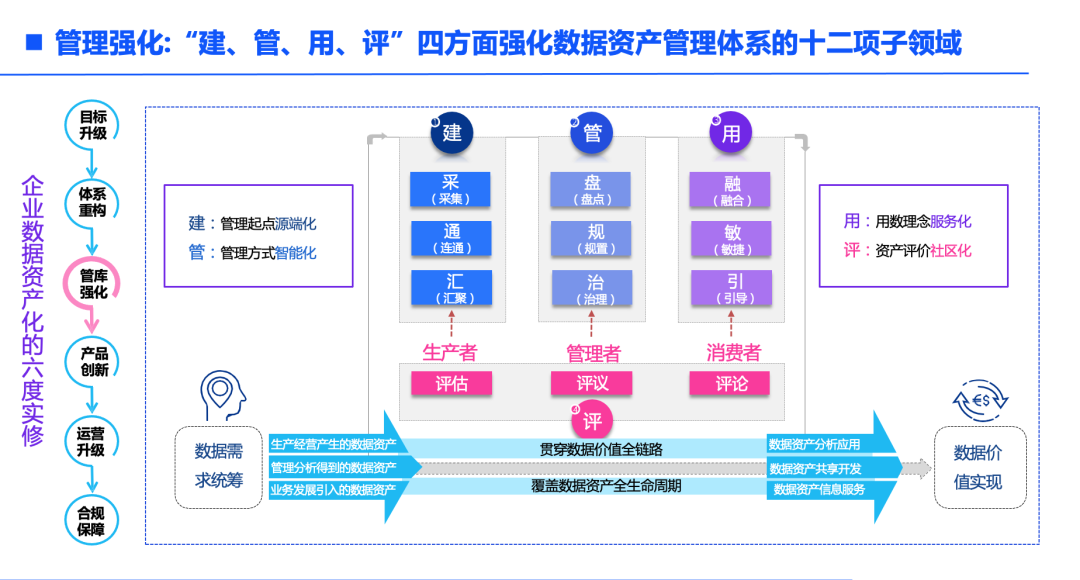 管理强化:“建、管、用、评”四方面强化数据资产管理体系的十二项子领域
企业数据资产化的六度实修
目标
升级
体系
重构
管库
强化
产品
创新
运营
升级
合规
保障
建：管理起点源端化
管：管理方式智能化
1
建
采
（采集）
通
（连通）
汇
（汇聚）
生产者
评估
2
管
盘
（盘点）
规
（规置）
治
（治理）
管理者
评议
3
用
融
（融合）
敏
（敏捷）
引
（引导）
消费者
评论
用：用数理念服务化
评：资产评价社区化
4
评
数据需
求统筹
生产经营产生的数据资产
管理分析得到的数据资产
业务发展引入的数据资产
贯穿数据价值全链路
覆盖数据资产全生命周期
数据资产分析应用
数据资产共享开发
数据资产信息服务
€$
数据价
值实现